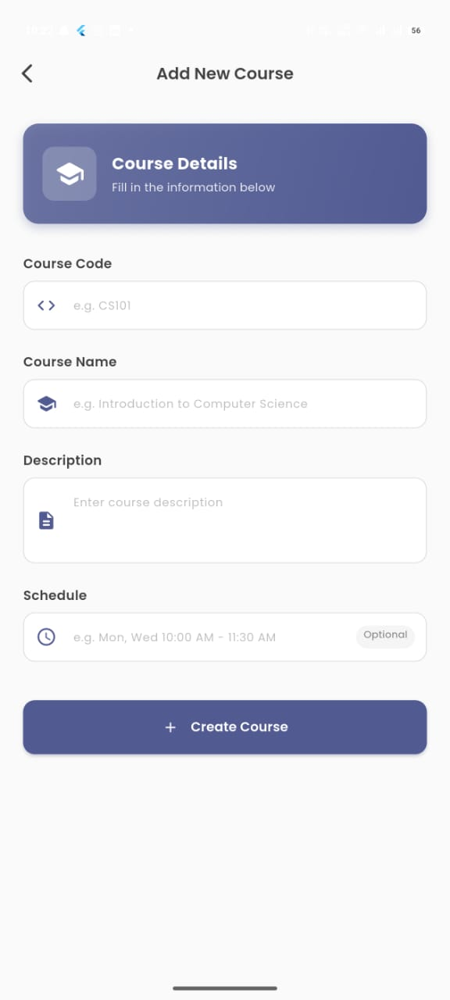 56
Add New Course
Course Details
Fill in the information below
Course Code
e.g. CS101
Course Name
e.g. Introduction to Computer Science
Description
Enter course description
Schedule
e.g. Mon, Wed 10:00 AM - 11:30 AM
Optional
Create Course